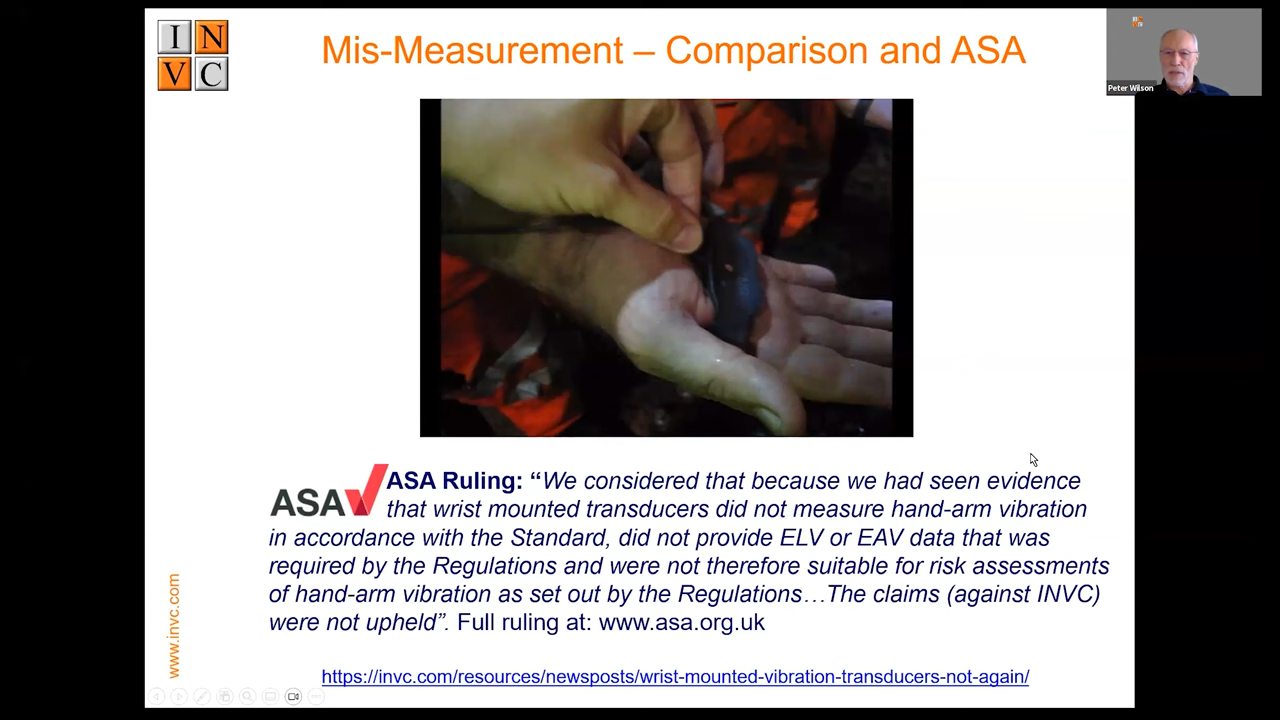 I N
V C
Mis-Measurement – Comparison and ASA
Peter Wilson
ASA
ASA Ruling: “We considered that because we had seen evidence
that wrist mounted transducers did not measure hand-arm vibration
in accordance with the Standard, did not provide ELV or EAV data that was
required by the Regulations and were not therefore suitable for risk assessments
of hand-arm vibration as set out by the Regulations…The claims (against INVC)
were not upheld”. Full ruling at: www.asa.org.uk
www.invc.com
https://invc.com/resources/newsposts/wrist-mounted-vibration-transducers-not-again/